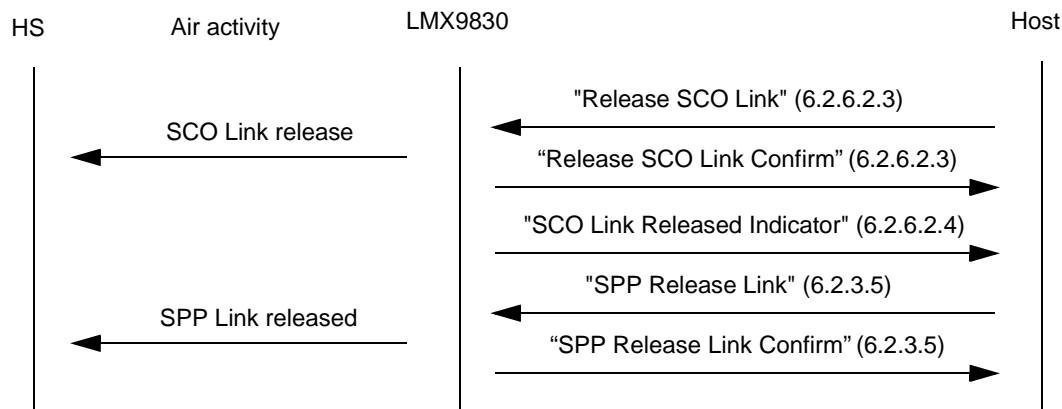 HS
Air activity
LMX9830
Host
"Release SCO Link" (6.2.6.2.3)
SCO Link release
“Release SCO Link Confirm” (6.2.6.2.3)
"SCO Link Released Indicator" (6.2.6.2.4)
"SPP Release Link" (6.2.3.5)
SPP Link released
“SPP Release Link Confirm” (6.2.3.5)